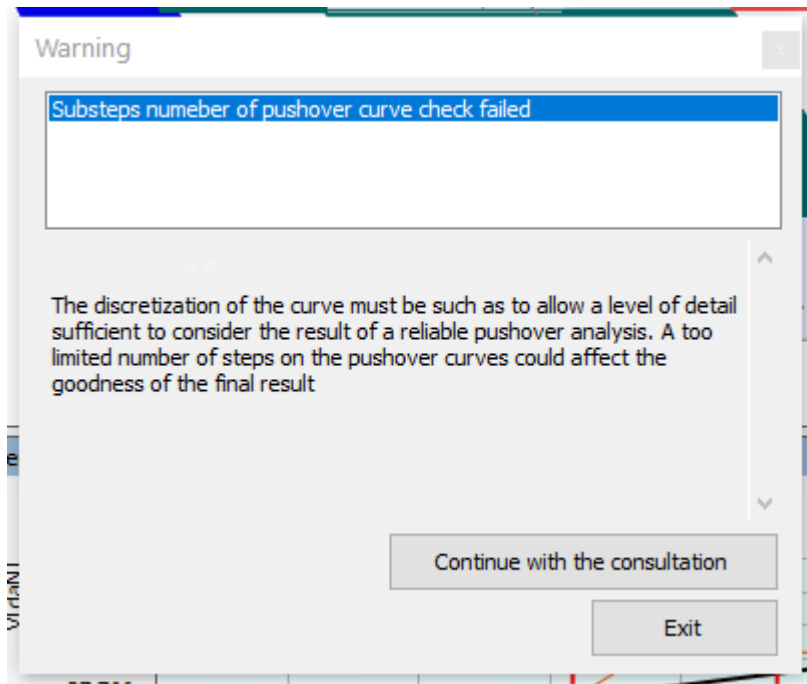 Warning
x
Substeps numeber of pushover curve check failed
The discretization of the curve must be such as to allow a level of detail
sufficient to consider the result of a reliable pushover analysis. A too
limited number of steps on the pushover curves could affect the
goodness of the final result
Continue with the consultation
Exit